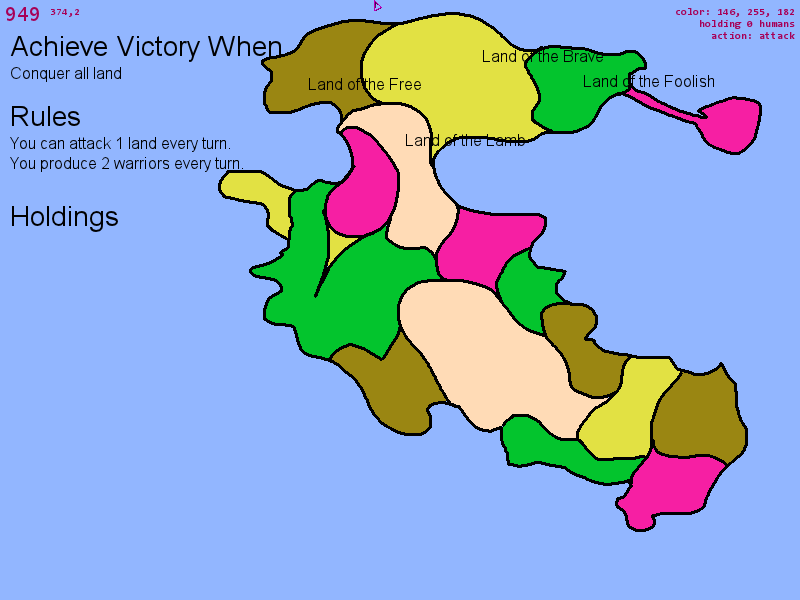 949 374,2
color: 146, 255, 182
holding 0 humans
action: attack
Achieve Victory When
Conquer all land
Land of the Brave
Land of the Free
Land of the Foolish
Rules
You can attack 1 land every turn.
Land of the Lamb
You produce 2 warriors every turn.
Holdings